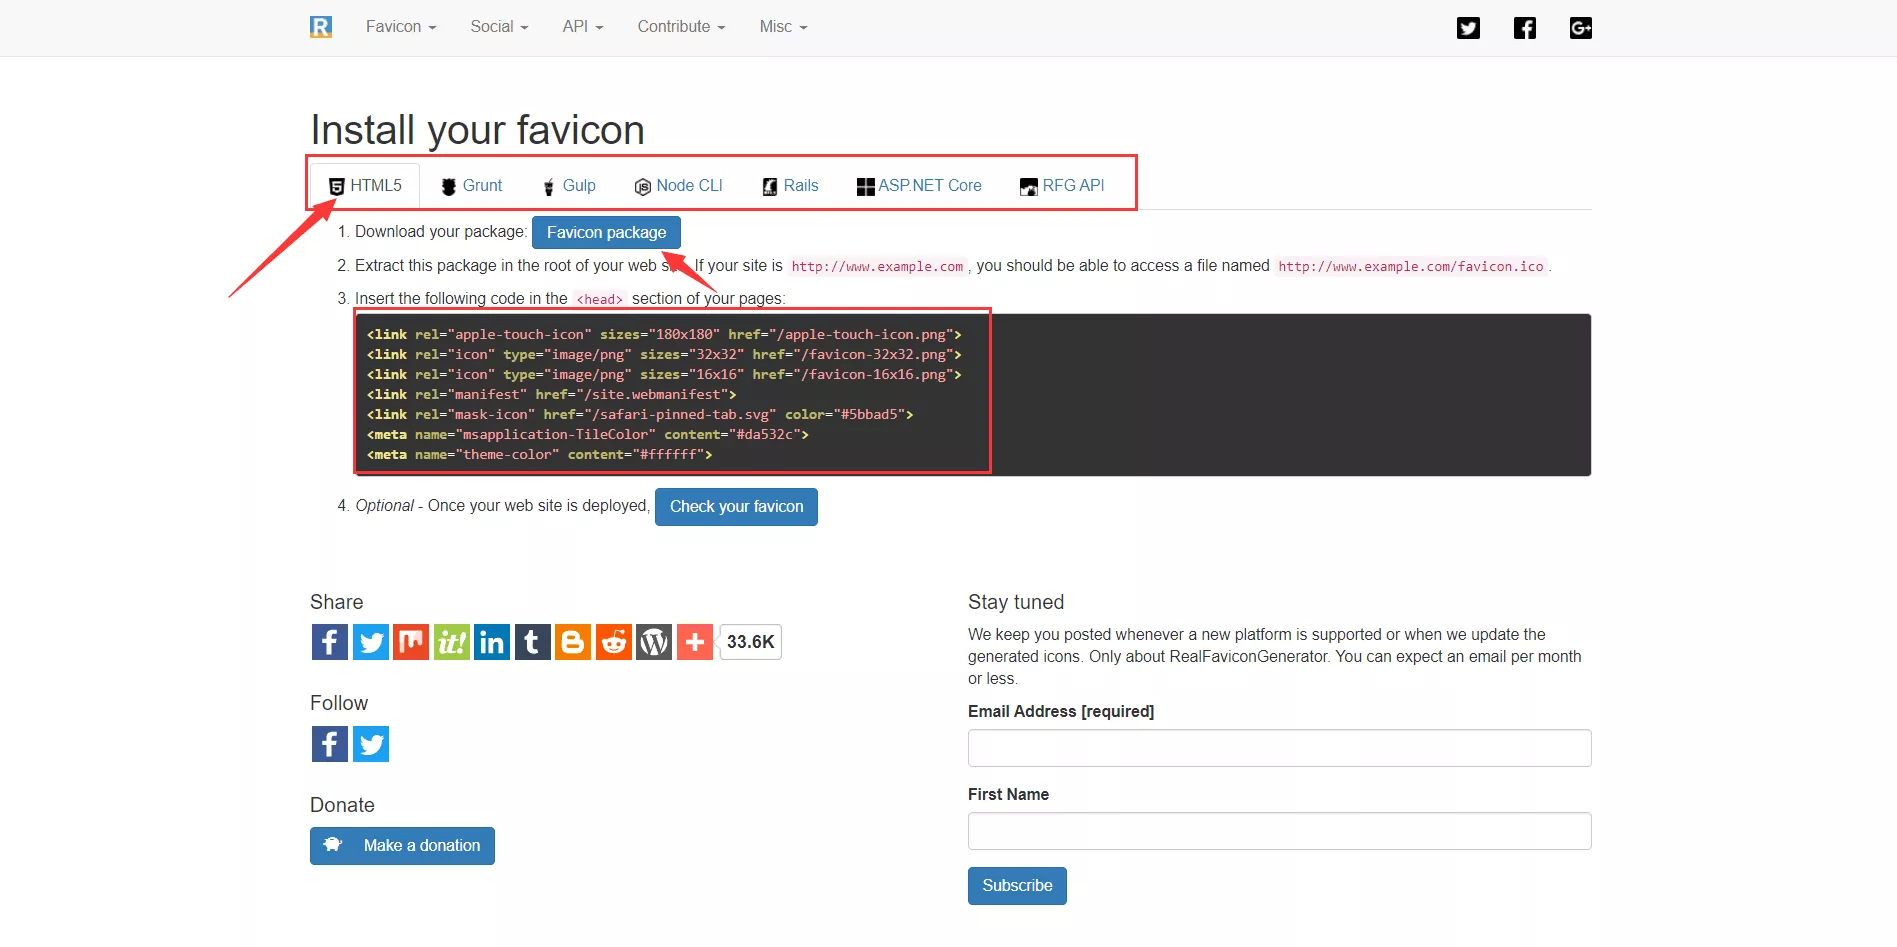 R Favicon Social API Contribute Misc G+
Install your favicon
HTML5 Grunt Gulp Node CLI Rails ASP.NET Core RFG API
1. Download your package: Favicon package
2. Extract this package in the root of your web si If your site is http://www.example.com, you should be able to access a file named http://www.example.com/favicon.ico.
3. Insert the following code in the <head> section of your pages:
<link rel="apple-touch-icon" sizes="180x180" href="/apple-touch-icon.png">
<link rel="icon" type="image/png" sizes="32x32" href="/favicon-32x32.png">
<link rel="icon" type="image/png" sizes="16x16" href="/favicon-16x16.png">
<link rel="manifest" href="/site.webmanifest">
<link rel="mask-icon" href="/safari-pinned-tab.svg" color="#5bbad5">
<meta name="msapplication-TileColor" content="#da532c">
<meta name="theme-color" content="#ffffff">
4. Optional - Once your web site is deployed, Check your favicon
Share
33.6K
Follow
Donate
Make a donation
Stay tuned
We keep you posted whenever a new platform is supported or when we update the
generated icons. Only about RealFaviconGenerator. You can expect an email per month
or less.
Email Address [required]
First Name
Subscribe